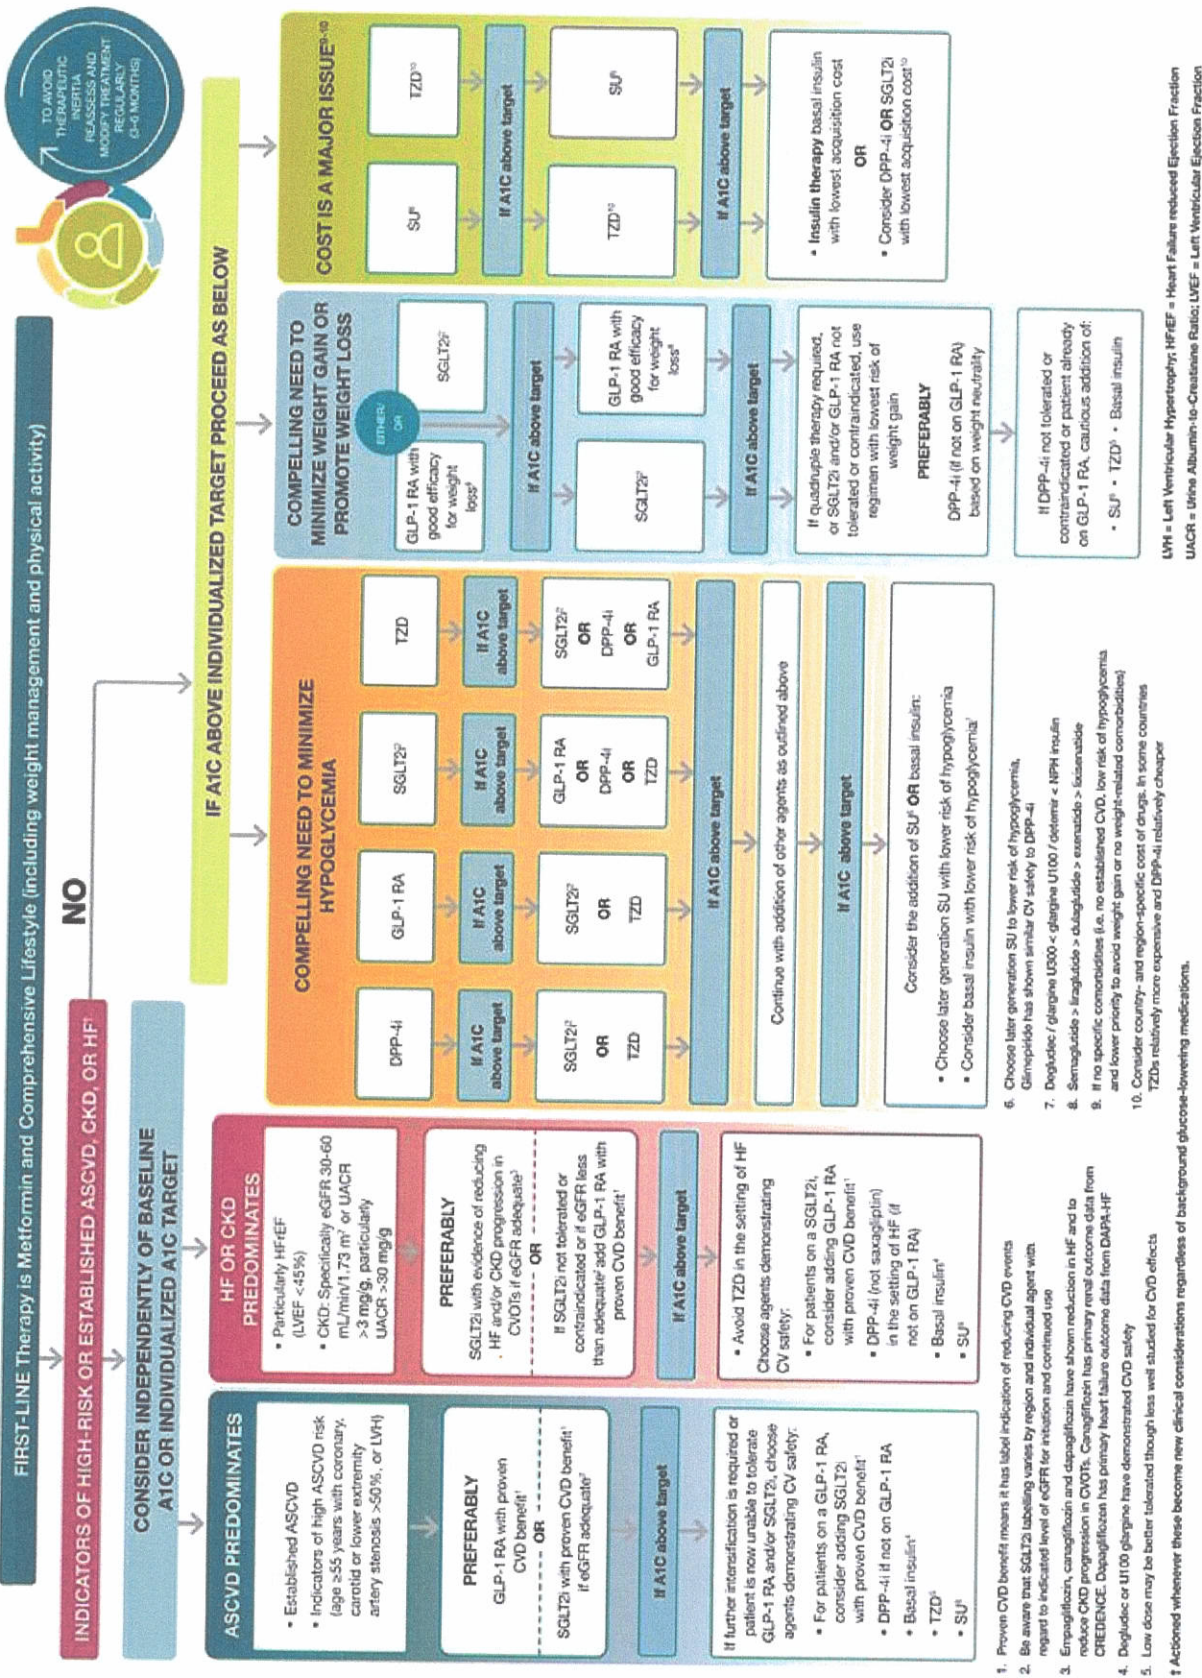 FIRST-LINE Therapy is Metformin and Comprehensive Lifestyle (including weight management and physical activity)
TO AVOID
THERAPEUTIC
INERTIA
REASSESS AND
MODIFY TREATMENT
REGULARLY
(3–6 MONTHS)
INDICATORS OF HIGH-RISK OR ESTABLISHED ASCVD, CKD, OR HF†
NO
CONSIDER INDEPENDENTLY OF BASELINE
A1C OR INDIVIDUALIZED A1C TARGET
IF A1C ABOVE INDIVIDUALIZED TARGET PROCEED AS BELOW
ASCVD PREDOMINATES
• Established ASCVD
• Indicators of high ASCVD risk
(age ≥55 years with coronary,
carotid or lower extremity
artery stenosis >50%, or LVH)
PREFERABLY
GLP-1 RA with proven
CVD benefit¹
OR
SGLT2i with proven CVD benefit¹
if eGFR adequate²
If A1C above target
If further intensification is required or
patient is now unable to tolerate
GLP-1 RA and/or SGLT2i, choose
agents demonstrating CV safety:
• For patients on a GLP-1 RA,
consider adding SGLT2i
with proven CVD benefit¹
• DPP-4i if not on GLP-1 RA
• Basal insulin⁴
• TZD⁵
• SU⁶
HF OR CKD
PREDOMINATES
• Particularly HFrEF
(LVEF <45%)
• CKD: Specifically eGFR 30-60
mL/min/1.73 m² or UACR
>3 mg/g, particularly
UACR >30 mg/g
PREFERABLY
SGLT2i with evidence of reducing
HF and/or CKD progression in
CVOTs if eGFR adequate³
OR
If SGLT2i not tolerated or
contraindicated or if eGFR less
than adequate² add GLP-1 RA with
proven CVD benefit¹
If A1C above target
• Avoid TZD in the setting of HF
Choose agents demonstrating
CV safety:
• For patients on a SGLT2i,
consider adding GLP-1 RA
with proven CVD benefit¹
• DPP-4i (not saxagliptin)
in the setting of HF (if
not on GLP-1 RA)
• Basal insulin⁴
• SU⁶
COMPELLING NEED TO MINIMIZE
HYPOGLYCEMIA
DPP-4i
If A1C
above target
SGLT2i²
OR
TZD
GLP-1 RA
If A1C
above target
SGLT2i²
OR
TZD
SGLT2i²
If A1C
above target
GLP-1 RA
OR
DPP-4i
OR
TZD
TZD
If A1C
above target
SGLT2i²
OR
DPP-4i
OR
GLP-1 RA
If A1C above target
Continue with addition of other agents as outlined above
If A1C above target
Consider the addition of SU⁶ OR basal insulin:
• Choose later generation SU with lower risk of hypoglycemia
• Consider basal insulin with lower risk of hypoglycemia⁷
COMPELLING NEED TO
MINIMIZE WEIGHT GAIN OR
PROMOTE WEIGHT LOSS
EITHER/
OR
GLP-1 RA with
good efficacy
for weight
loss⁸
SGLT2i²
If A1C above target
SGLT2i²
GLP-1 RA with
good efficacy
for weight
loss⁸
If A1C above target
If quadruple therapy required,
or SGLT2i and/or GLP-1 RA not
tolerated or contraindicated, use
regimen with lowest risk of
weight gain
PREFERABLY
DPP-4i (if not on GLP-1 RA)
based on weight neutrality
If DPP-4i not tolerated or
contraindicated or patient already
on GLP-1 RA, cautious addition of:
• SU⁶ • TZD⁵ • Basal insulin
COST IS A MAJOR ISSUE⁹⁻¹⁰
SU⁶
TZD¹⁰
If A1C above target
TZD¹⁰
SU⁶
If A1C above target
• Insulin therapy basal insulin
with lowest acquisition cost
OR
• Consider DPP-4i OR SGLT2i
with lowest acquisition cost¹⁰
1. Proven CVD benefit means it has label indication of reducing CVD events
2. Be aware that SGLT2i labelling varies by region and individual agent with
regard to indicated level of eGFR for initiation and continued use
3. Empagliflozin, canagliflozin and dapagliflozin have shown reduction in HF and to
reduce CKD progression in CVOTs. Canagliflozin has primary renal outcome data from
CREDENCE. Dapagliflozin has primary heart failure outcome data from DAPA-HF
4. Degludec or U100 glargine have demonstrated CVD safety
5. Low dose may be better tolerated though less well studied for CVD effects
6. Choose later generation SU to lower risk of hypoglycemia,
Glimepiride has shown similar CV safety to DPP-4i
7. Degludec / glargine U300 < glargine U100 / detemir < NPH insulin
8. Semaglutide > liraglutide > dulaglutide > exenatide > lixisenatide
9. If no specific comorbidities (i.e. no established CVD, low risk of hypoglycemia
and lower priority to avoid weight gain or no weight-related comorbidities)
10. Consider country- and region-specific cost of drugs. In some countries
TZDs relatively more expensive and DPP-4i relatively cheaper
† Actioned whenever these become new clinical considerations regardless of background glucose-lowering medications.
LVH = Left Ventricular Hypertrophy; HFrEF = Heart Failure reduced Ejection Fraction
UACR = Urine Albumin-to-Creatinine Ratio; LVEF = Left Ventricular Ejection Fraction